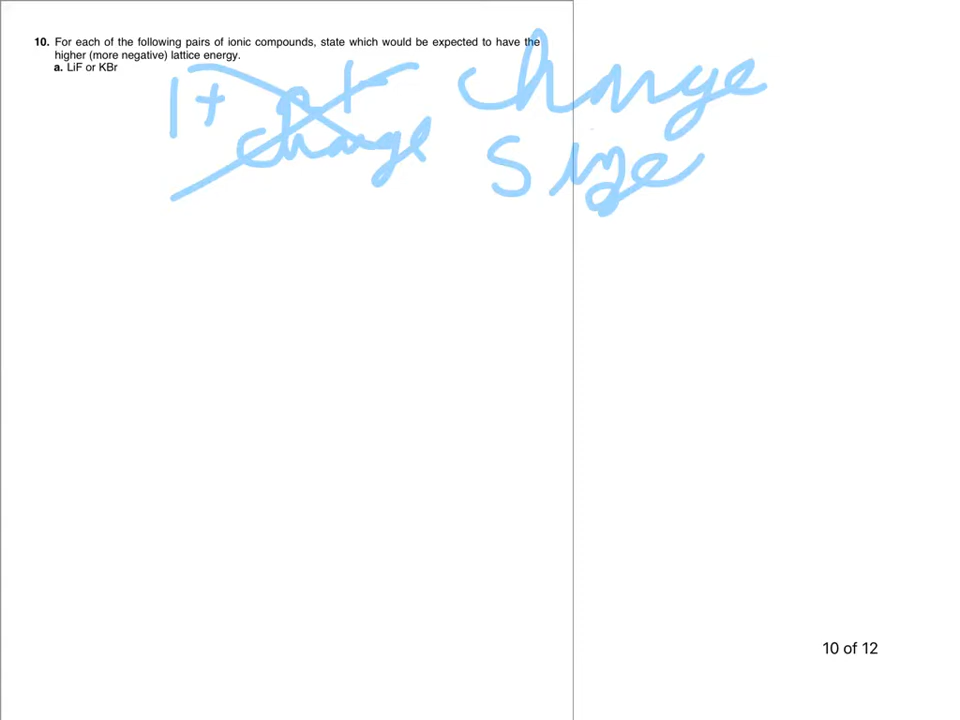 10. For each of the following pairs of ionic compounds, state which would be expected to have the
higher (more negative) lattice energy.
a. LiF or KBr
1+
charge
Charge
Size
10 of 12